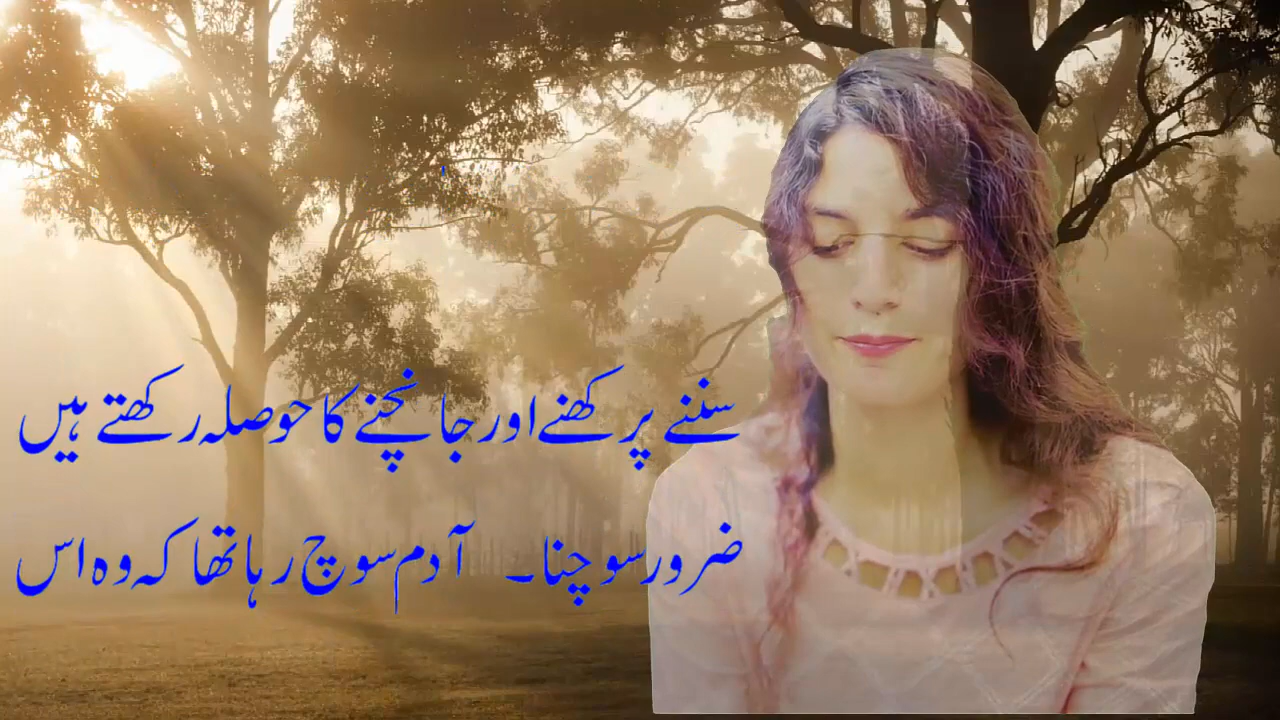 سننے پرکھنے اور جانچنے کا حوصلہ رکھتے ہیں
ضرور سوچنا۔ آدم سوچ رہا تھا کہ وہ اس